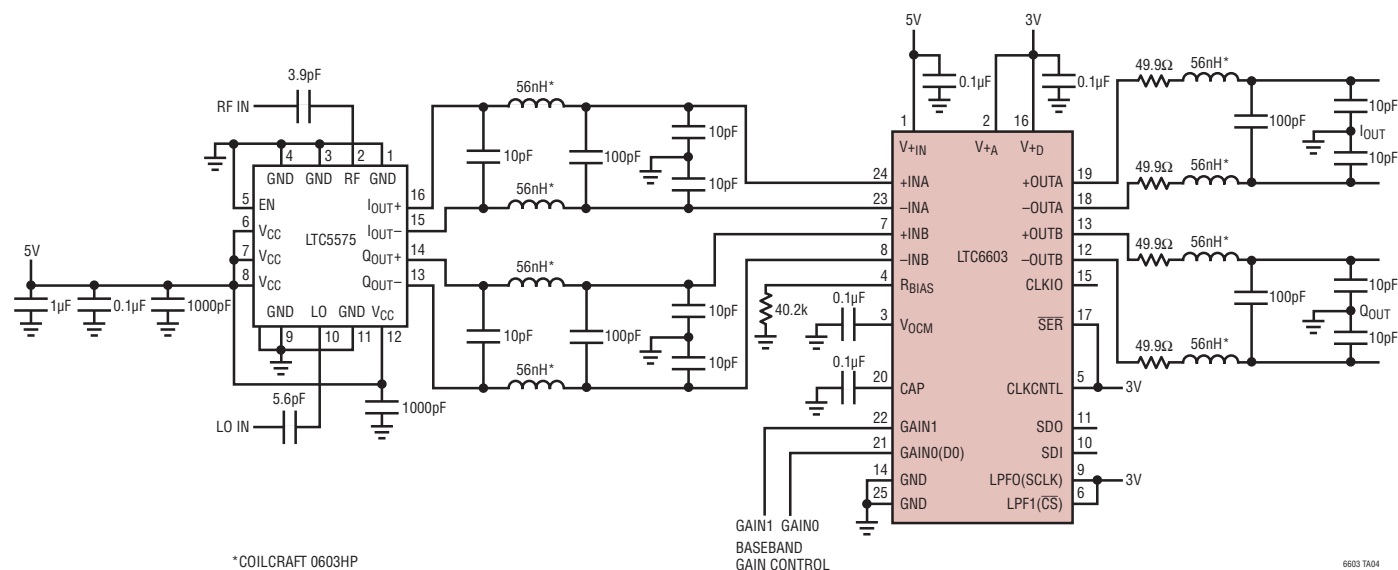 5V
3V
3.9pF
56nH*
49.9Ω
56nH*
RF IN
0.1µF
0.1µF
10pF
10pF
100pF
10pF
100pF
IOUT
10pF
10pF
4
3
2
1
GND
GND
RF
GND
5
EN
6
VCC
7
VCC
8
VCC
LTC5575
16
IOUT+
15
IOUT–
14
QOUT+
13
QOUT–
GND
LO
GND
VCC
9
10
11
12
56nH*
5V
1µF
0.1µF
1000pF
5.6pF
LO IN
1000pF
56nH*
10pF
100pF
10pF
10pF
56nH*
1
2
16
V+IN
V+A
V+D
24
+INA
23
–INA
7
+INB
8
–INB
4
RBIAS
3
VOCM
20
CAP
22
GAIN1
21
GAIN0(D0)
14
GND
25
GND
LTC6603
+OUTA
19
–OUTA
18
+OUTB
13
–OUTB
12
CLKIO
15
SER
17
CLKCNTL
5
SDO
11
SDI
10
LPF0(SCLK)
9
LPF1(CS)
6
40.2k
0.1µF
0.1µF
49.9Ω
56nH*
49.9Ω
56nH*
100pF
10pF
QOUT
10pF
49.9Ω
56nH*
3V
3V
GAIN1 GAIN0
BASEBAND
GAIN CONTROL
*COILCRAFT 0603HP
6603 TA04